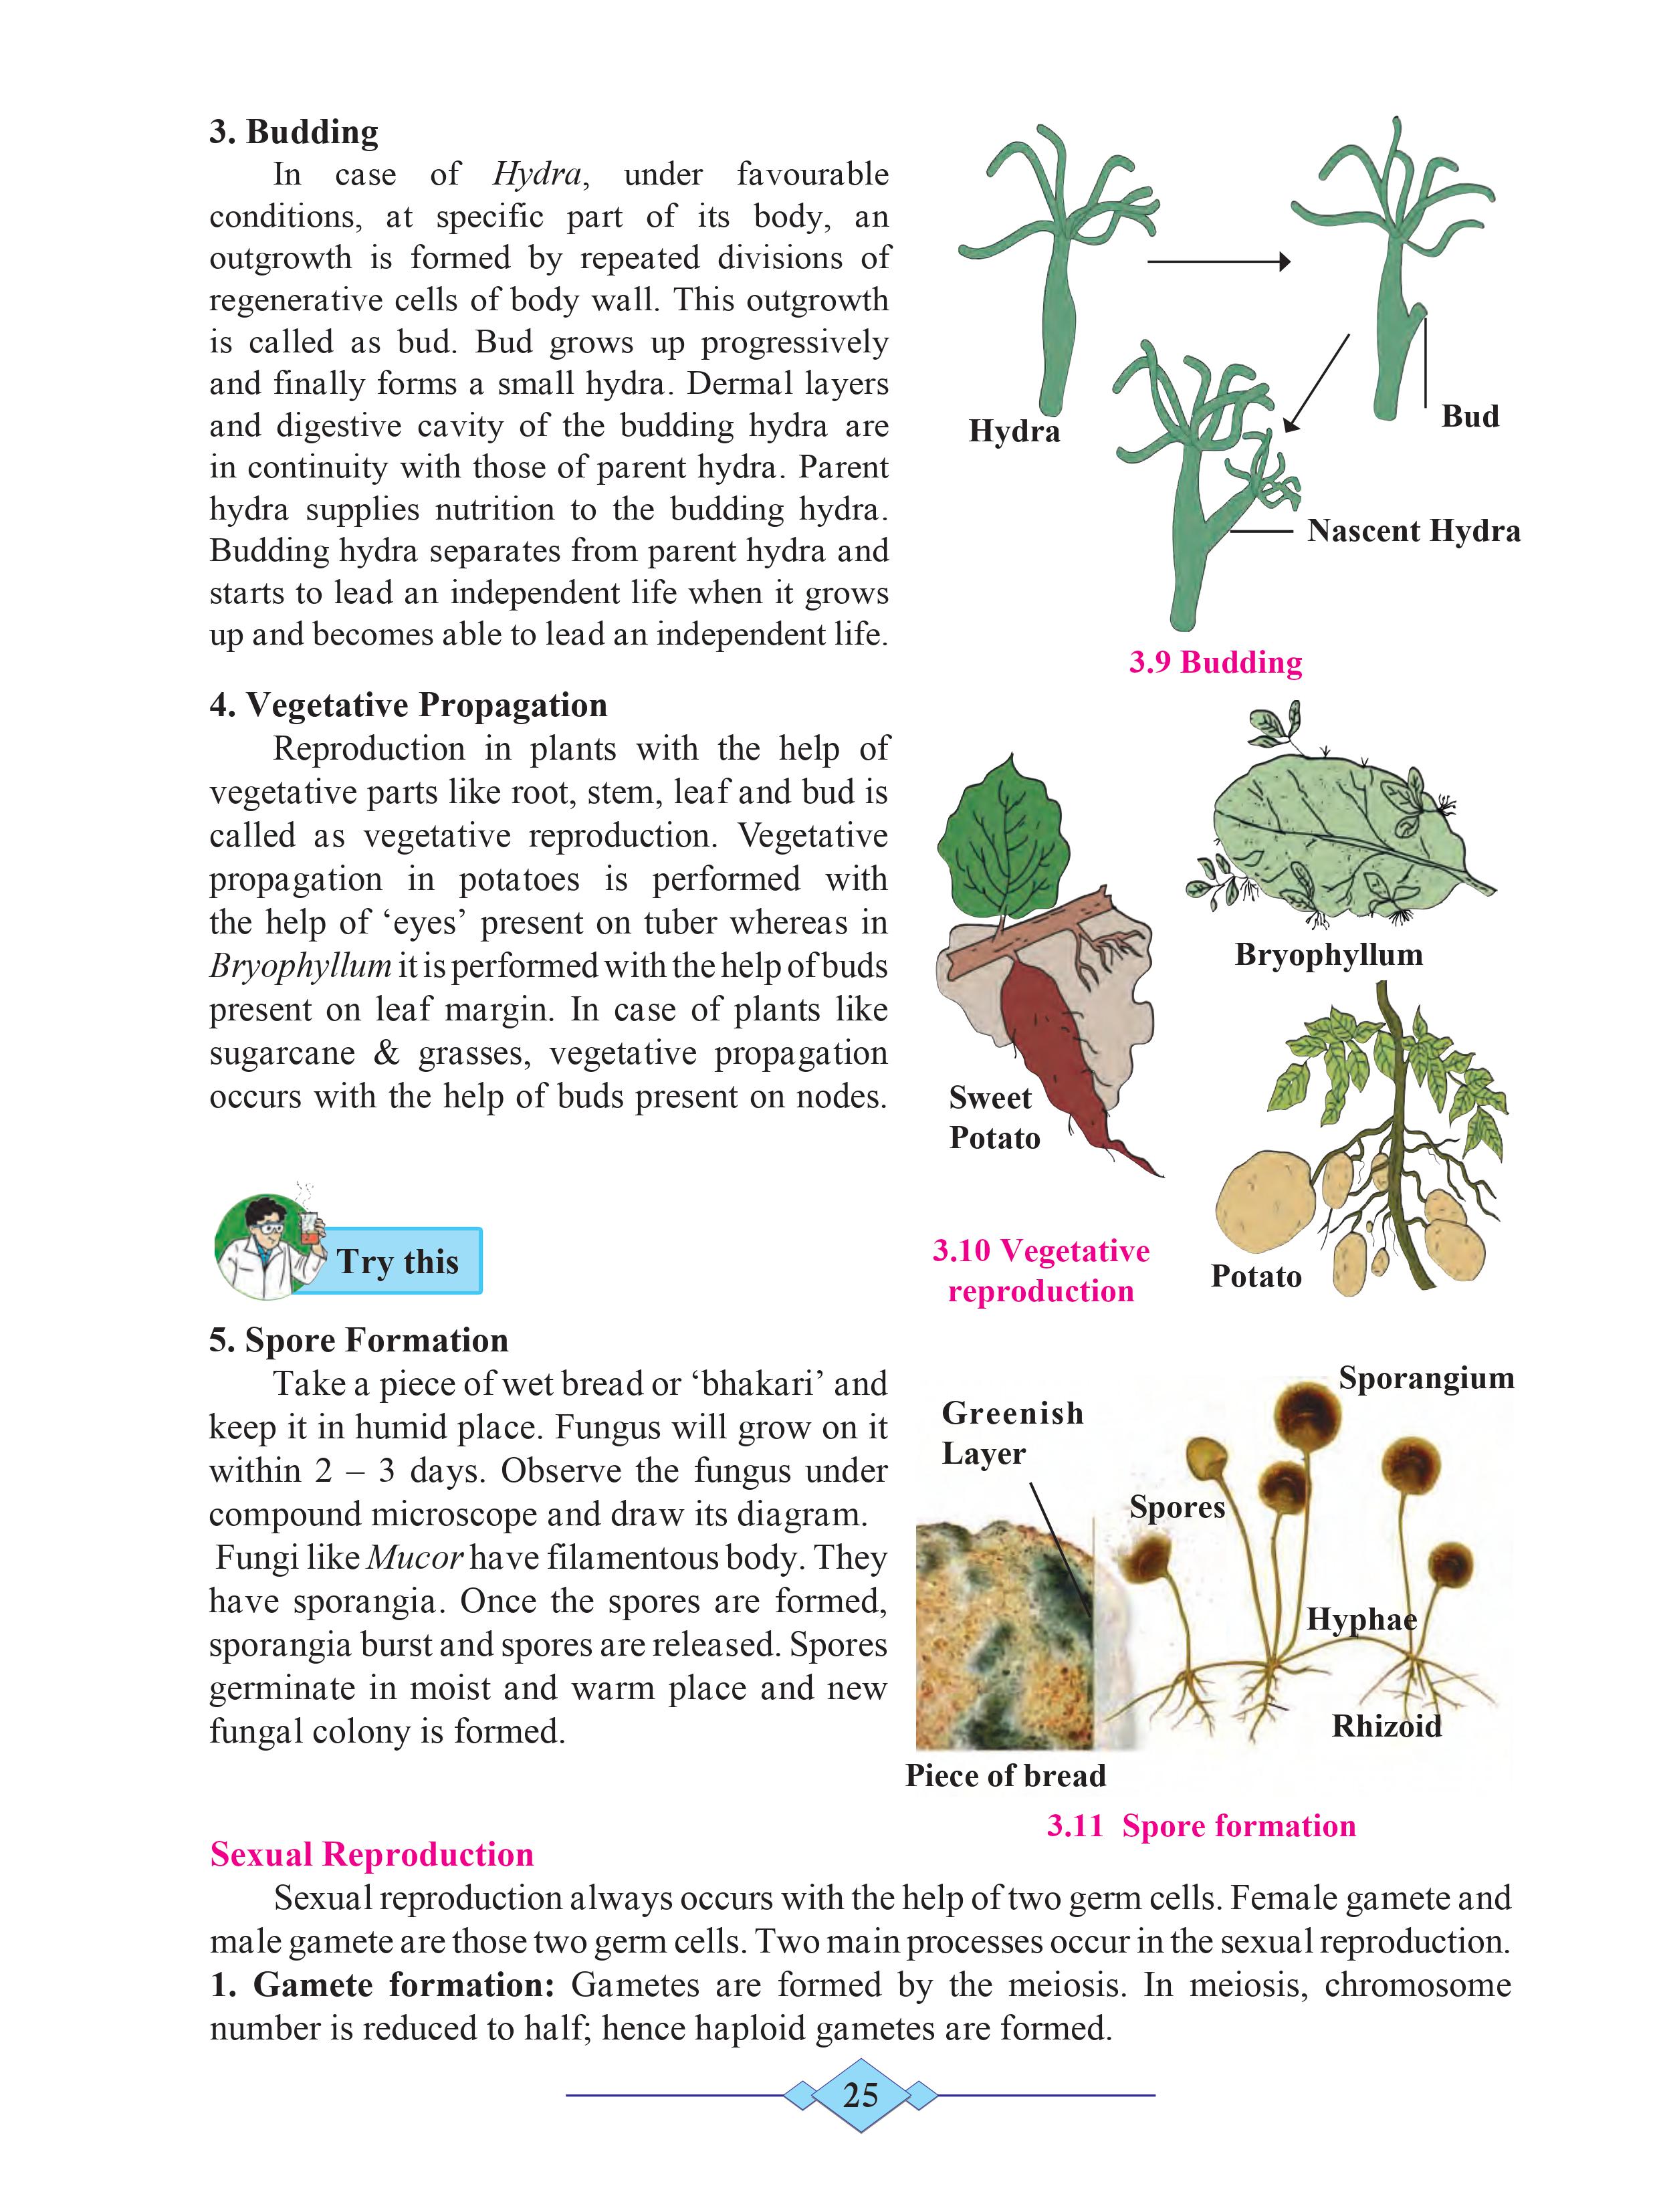 3. Budding
In case of Hydra, under favourable
conditions, at specific part of its body, an
outgrowth is formed by repeated divisions of
regenerative cells of body wall. This outgrowth
is called as bud. Bud grows up progressively
and finally forms a small hydra. Dermal layers
and digestive cavity of the budding hydra are
in continuity with those of parent hydra. Parent
hydra supplies nutrition to the budding hydra.
Budding hydra separates from parent hydra and
starts to lead an independent life when it grows
up and becomes able to lead an independent life.
Hydra
Bud
Nascent Hydra
3.9 Budding
4. Vegetative Propagation
Reproduction in plants with the help of
vegetative parts like root, stem, leaf and bud is
called as vegetative reproduction. Vegetative
propagation in potatoes is performed with
the help of ‘eyes’ present on tuber whereas in
Bryophyllum it is performed with the help of buds
present on leaf margin. In case of plants like
sugarcane & grasses, vegetative propagation
occurs with the help of buds present on nodes.
Bryophyllum
Sweet
Potato
Potato
3.10 Vegetative
reproduction
Try this
5. Spore Formation
Take a piece of wet bread or ‘bhakari’ and
keep it in humid place. Fungus will grow on it
within 2 – 3 days. Observe the fungus under
compound microscope and draw its diagram.
Fungi like Mucor have filamentous body. They
have sporangia. Once the spores are formed,
sporangia burst and spores are released. Spores
germinate in moist and warm place and new
fungal colony is formed.
Sporangium
Greenish
Layer
Spores
Hyphae
Rhizoid
Piece of bread
3.11 Spore formation
Sexual Reproduction
Sexual reproduction always occurs with the help of two germ cells. Female gamete and
male gamete are those two germ cells. Two main processes occur in the sexual reproduction.
1. Gamete formation: Gametes are formed by the meiosis. In meiosis, chromosome
number is reduced to half; hence haploid gametes are formed.
25